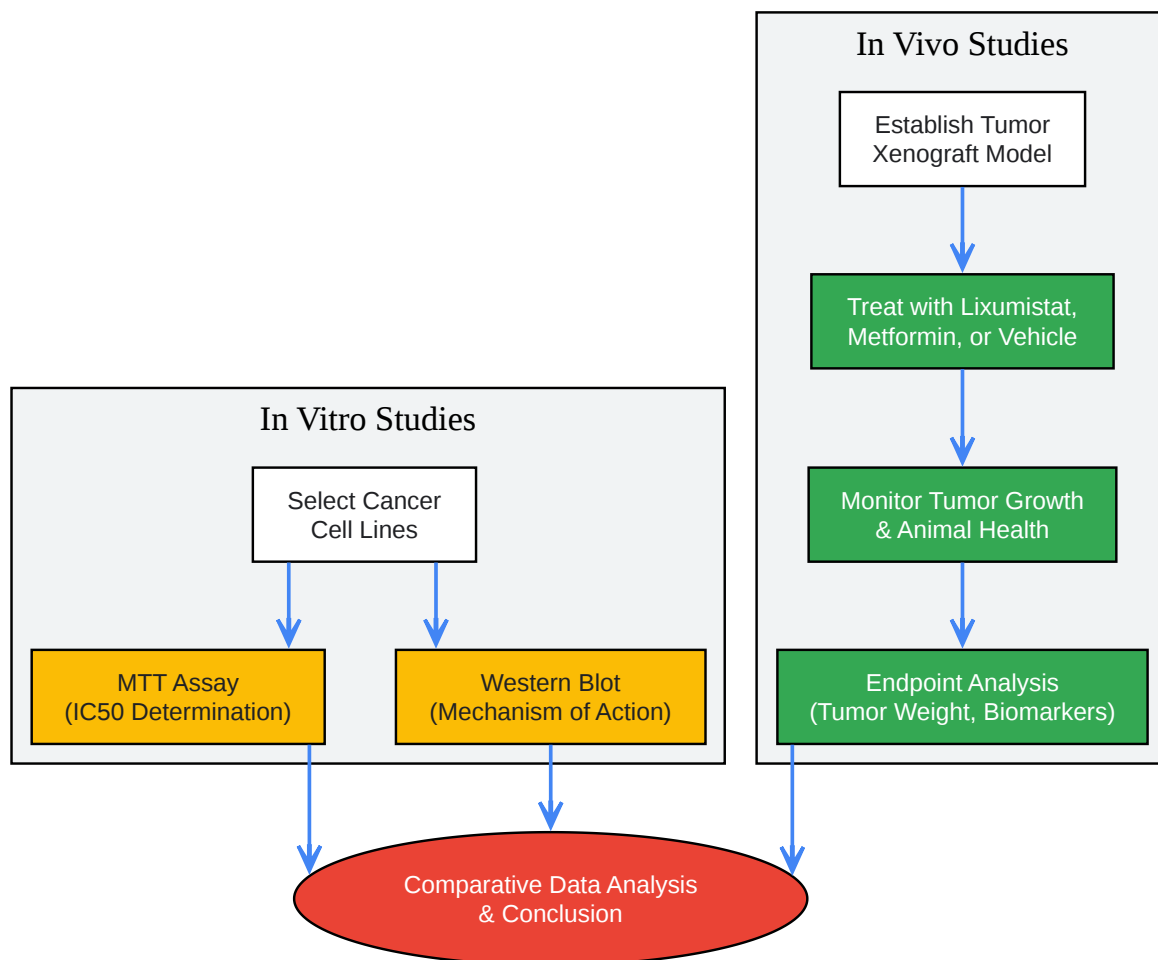 In Vivo Studies
Establish Tumor
Xenograft Model
Treat with Lixumistat,
Metformin, or Vehicle
Monitor Tumor Growth
& Animal Health
Endpoint Analysis
(Tumor Weight, Biomarkers)
In Vitro Studies
Select Cancer
Cell Lines
MTT Assay
(IC50 Determination)
Western Blot
(Mechanism of Action)
Comparative Data Analysis
& Conclusion